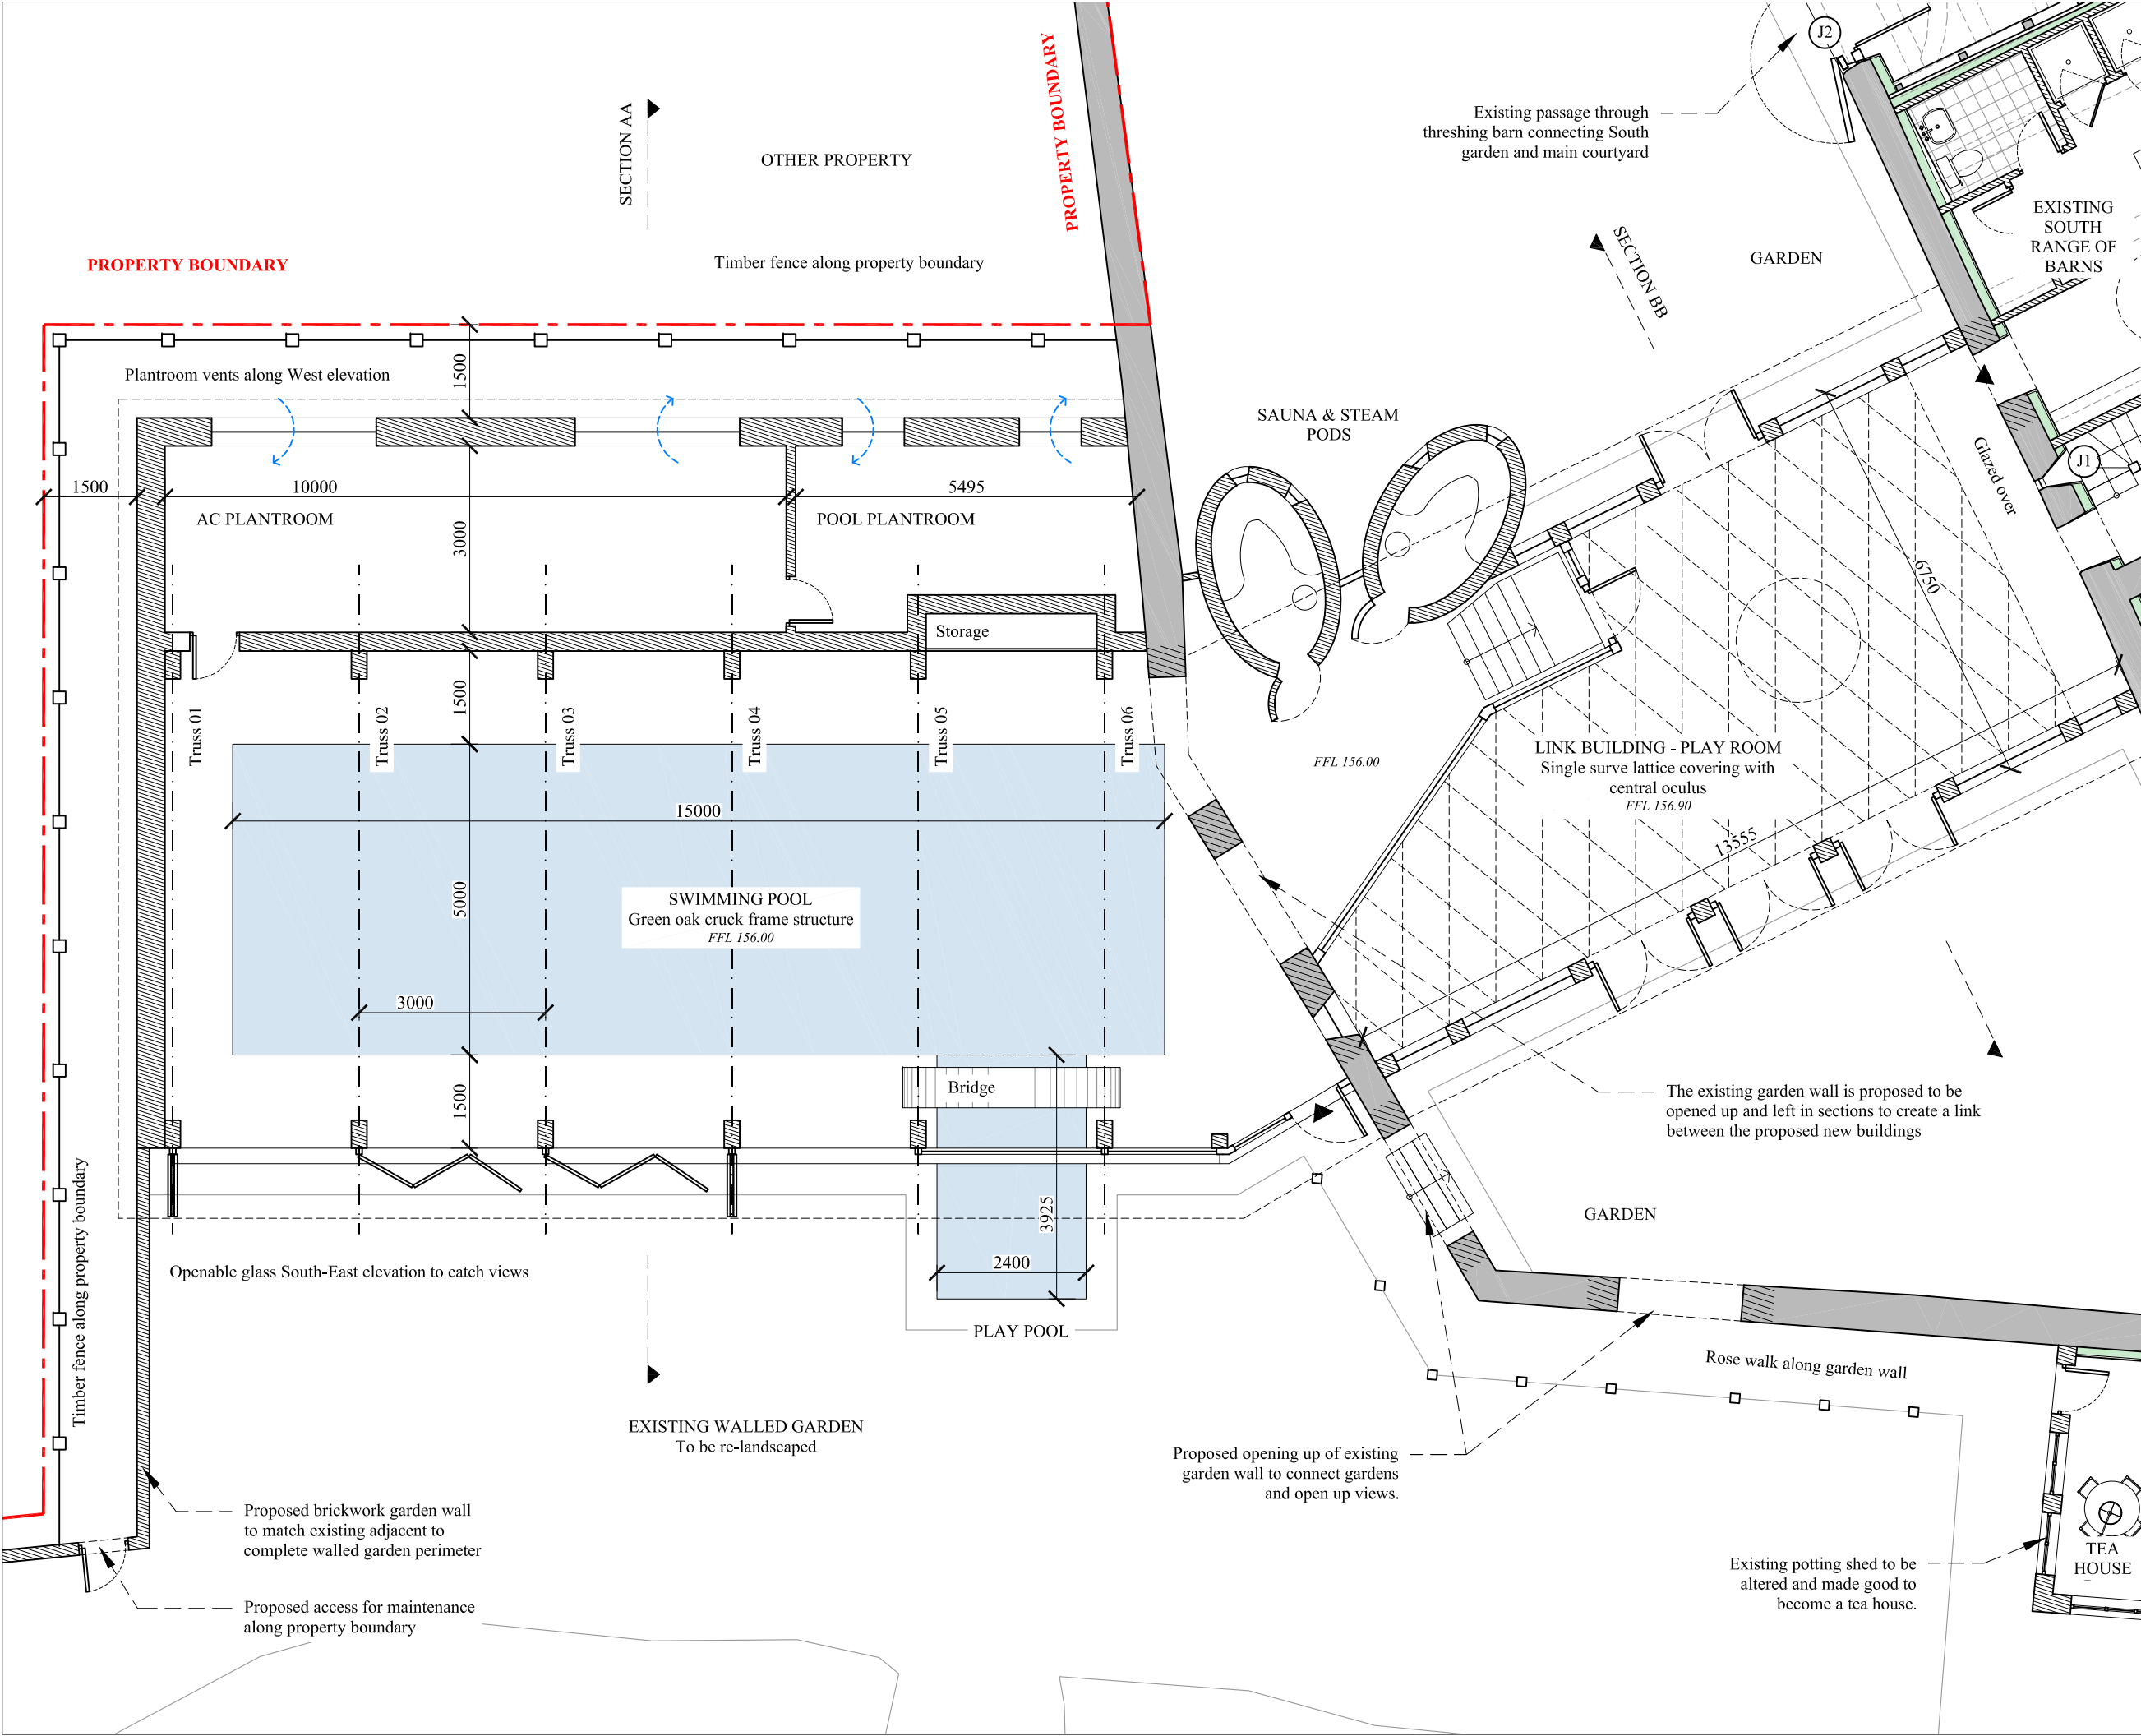 J2
PROPERTY BOUNDARY
SECTION AA
OTHER PROPERTY
Existing passage through
threshing barn connecting South
garden and main courtyard
EXISTING
SOUTH
RANGE OF
BARNS
SECTION BB
GARDEN
PROPERTY BOUNDARY
Timber fence along property boundary
Plantroom vents along West elevation
1500
SAUNA & STEAM
PODS
Glazed over
J1
1500
10000
5495
AC PLANTROOM
POOL PLANTROOM
3000
6750
Storage
1500
Truss 01
Truss 02
Truss 03
Truss 04
Truss 05
Truss 06
FFL 156.00
LINK BUILDING - PLAY ROOM
Single surve lattice covering with
central oculus
FFL 156.90
15000
13555
5000
SWIMMING POOL
Green oak cruck frame structure
FFL 156.00
3000
1500
Bridge
The existing garden wall is proposed to be
opened up and left in sections to create a link
between the proposed new buildings
3925
GARDEN
Timber fence along property boundary
Openable glass South-East elevation to catch views
2400
PLAY POOL
Rose walk along garden wall
EXISTING WALLED GARDEN
To be re-landscaped
Proposed opening up of existing
garden wall to connect gardens
and open up views.
Proposed brickwork garden wall
to match existing adjacent to
complete walled garden perimeter
TEA
HOUSE
Existing potting shed to be
altered and made good to
become a tea house.
Proposed access for maintenance
along property boundary